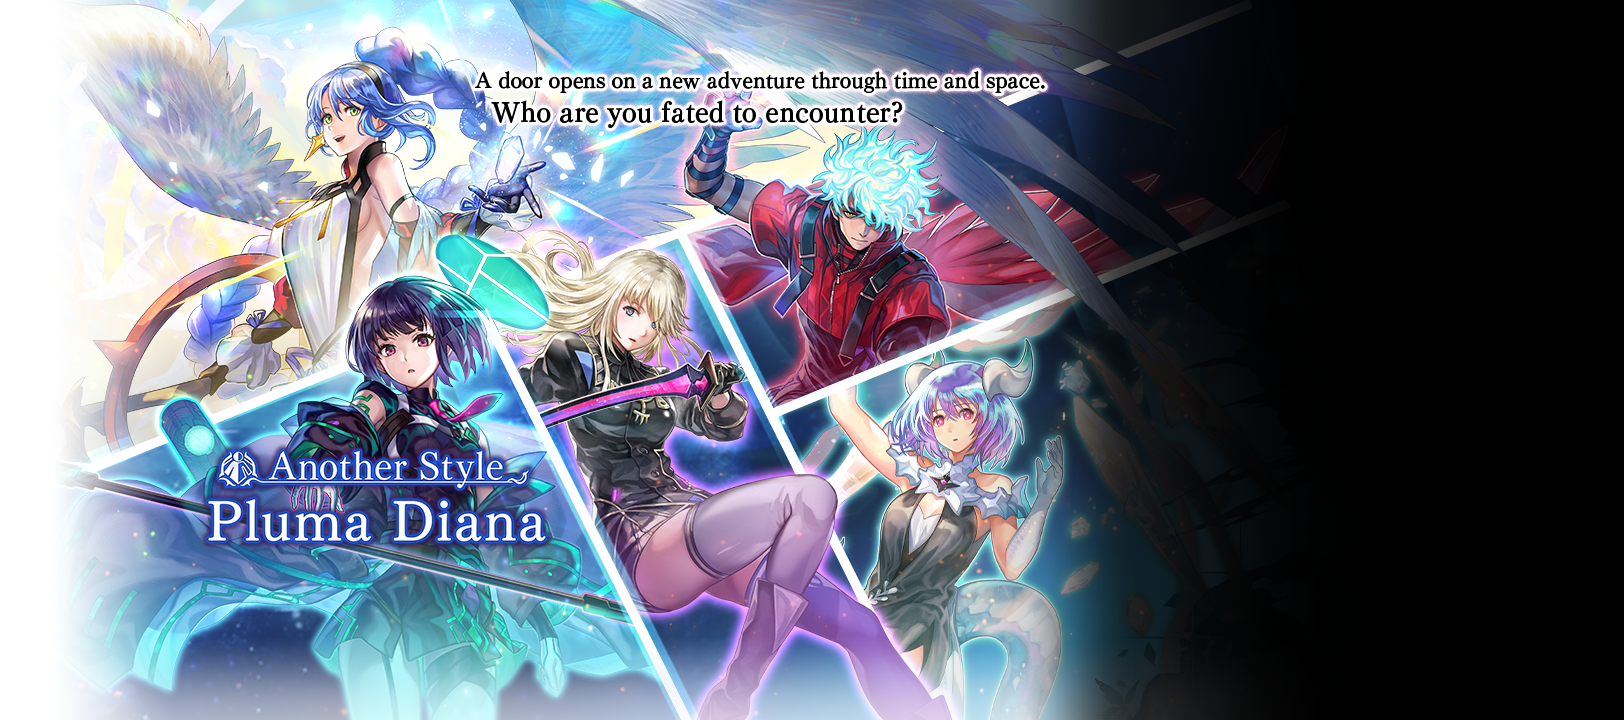 A door opens on a new adventure through time and space.
Who are you fated to encounter?
Another Style
Pluma Diana